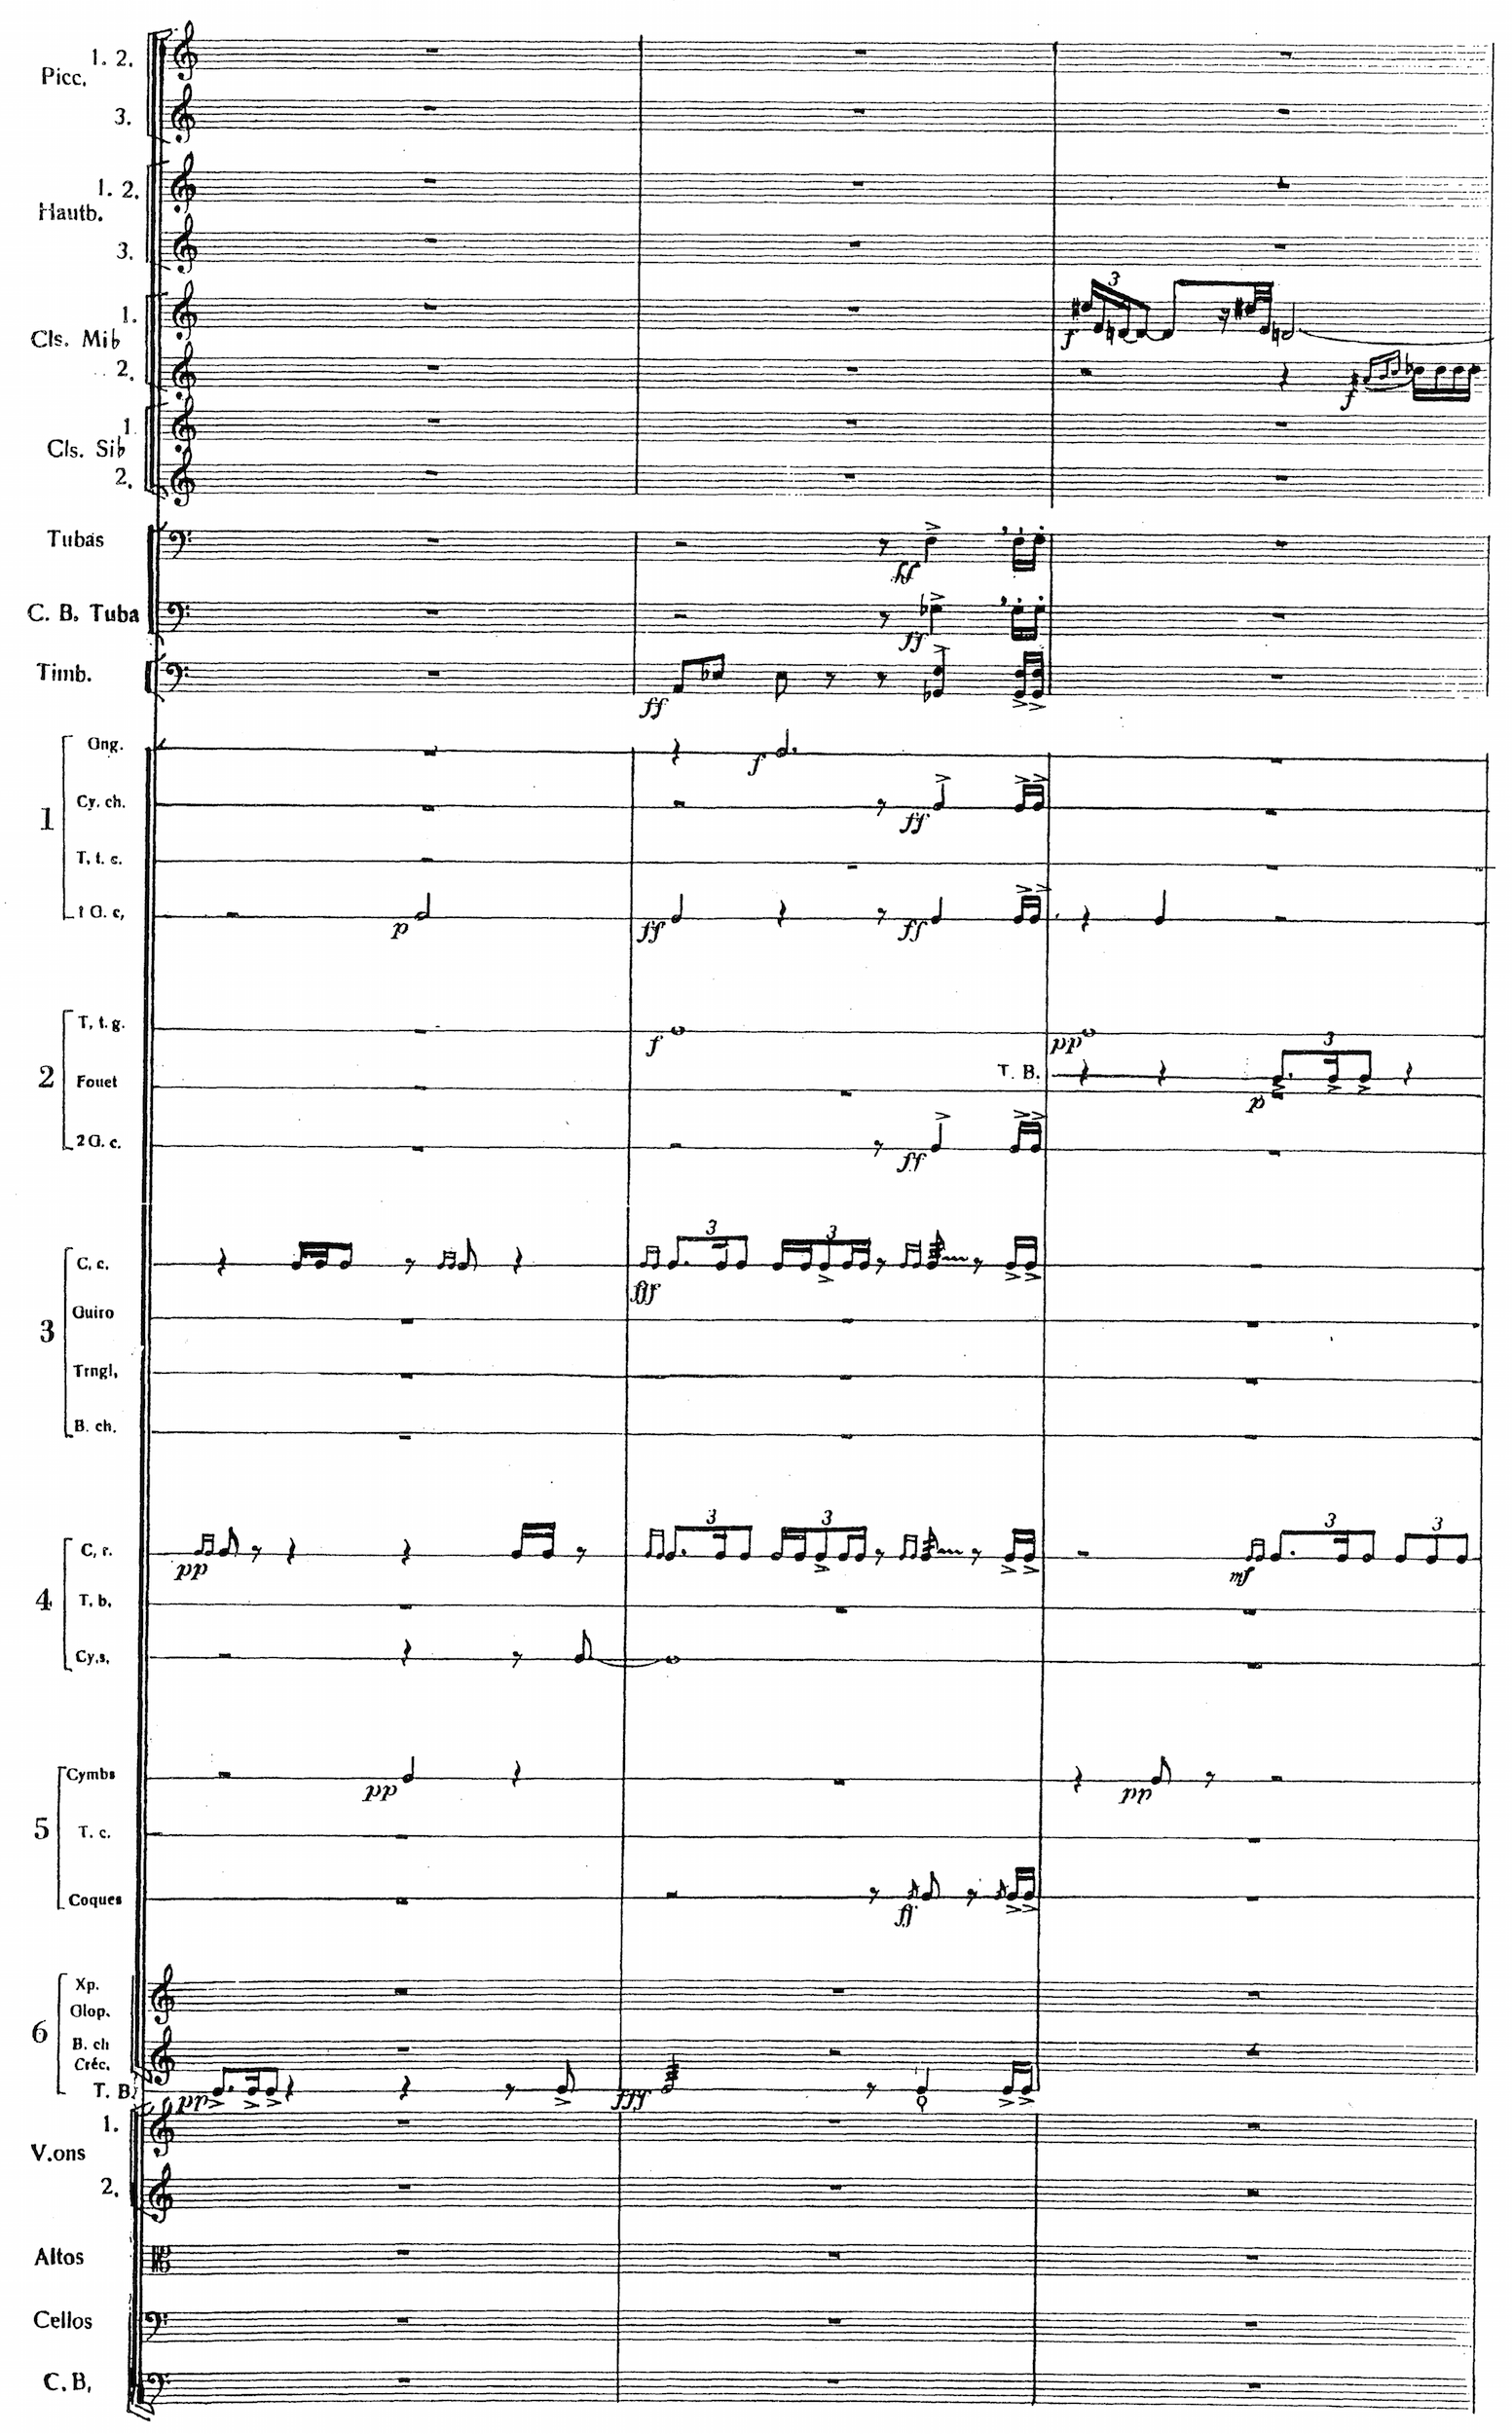 1. 2.
Picc.
3.
1. 2.
Hautb.
3.
1.
Cls. Mib
2.
1
Cls. Sib
2.
3
f
f
Tubas
ff
C. B. Tuba
ff
Timb.
ff
1
Ong.
f
Cy. ch.
ff
T. t. c.
1 G. c.
p
ff
ff
2
T. t. g.
f
pp
Fouet
T. B.
3
p
2 G. c.
ff
3
C. c.
3
3
fff
Guiro
Trngl.
B. ch.
4
C. r.
pp
3
3
3
3
mf
T. b.
Cy. s.
5
Cymbs
pp
pp
T. c.
Coques
ff
6
Xp.
Glop.
B. ch
Créc.
T. B.
pp
fff
1.
V.ons
2.
Altos
Cellos
C. B.